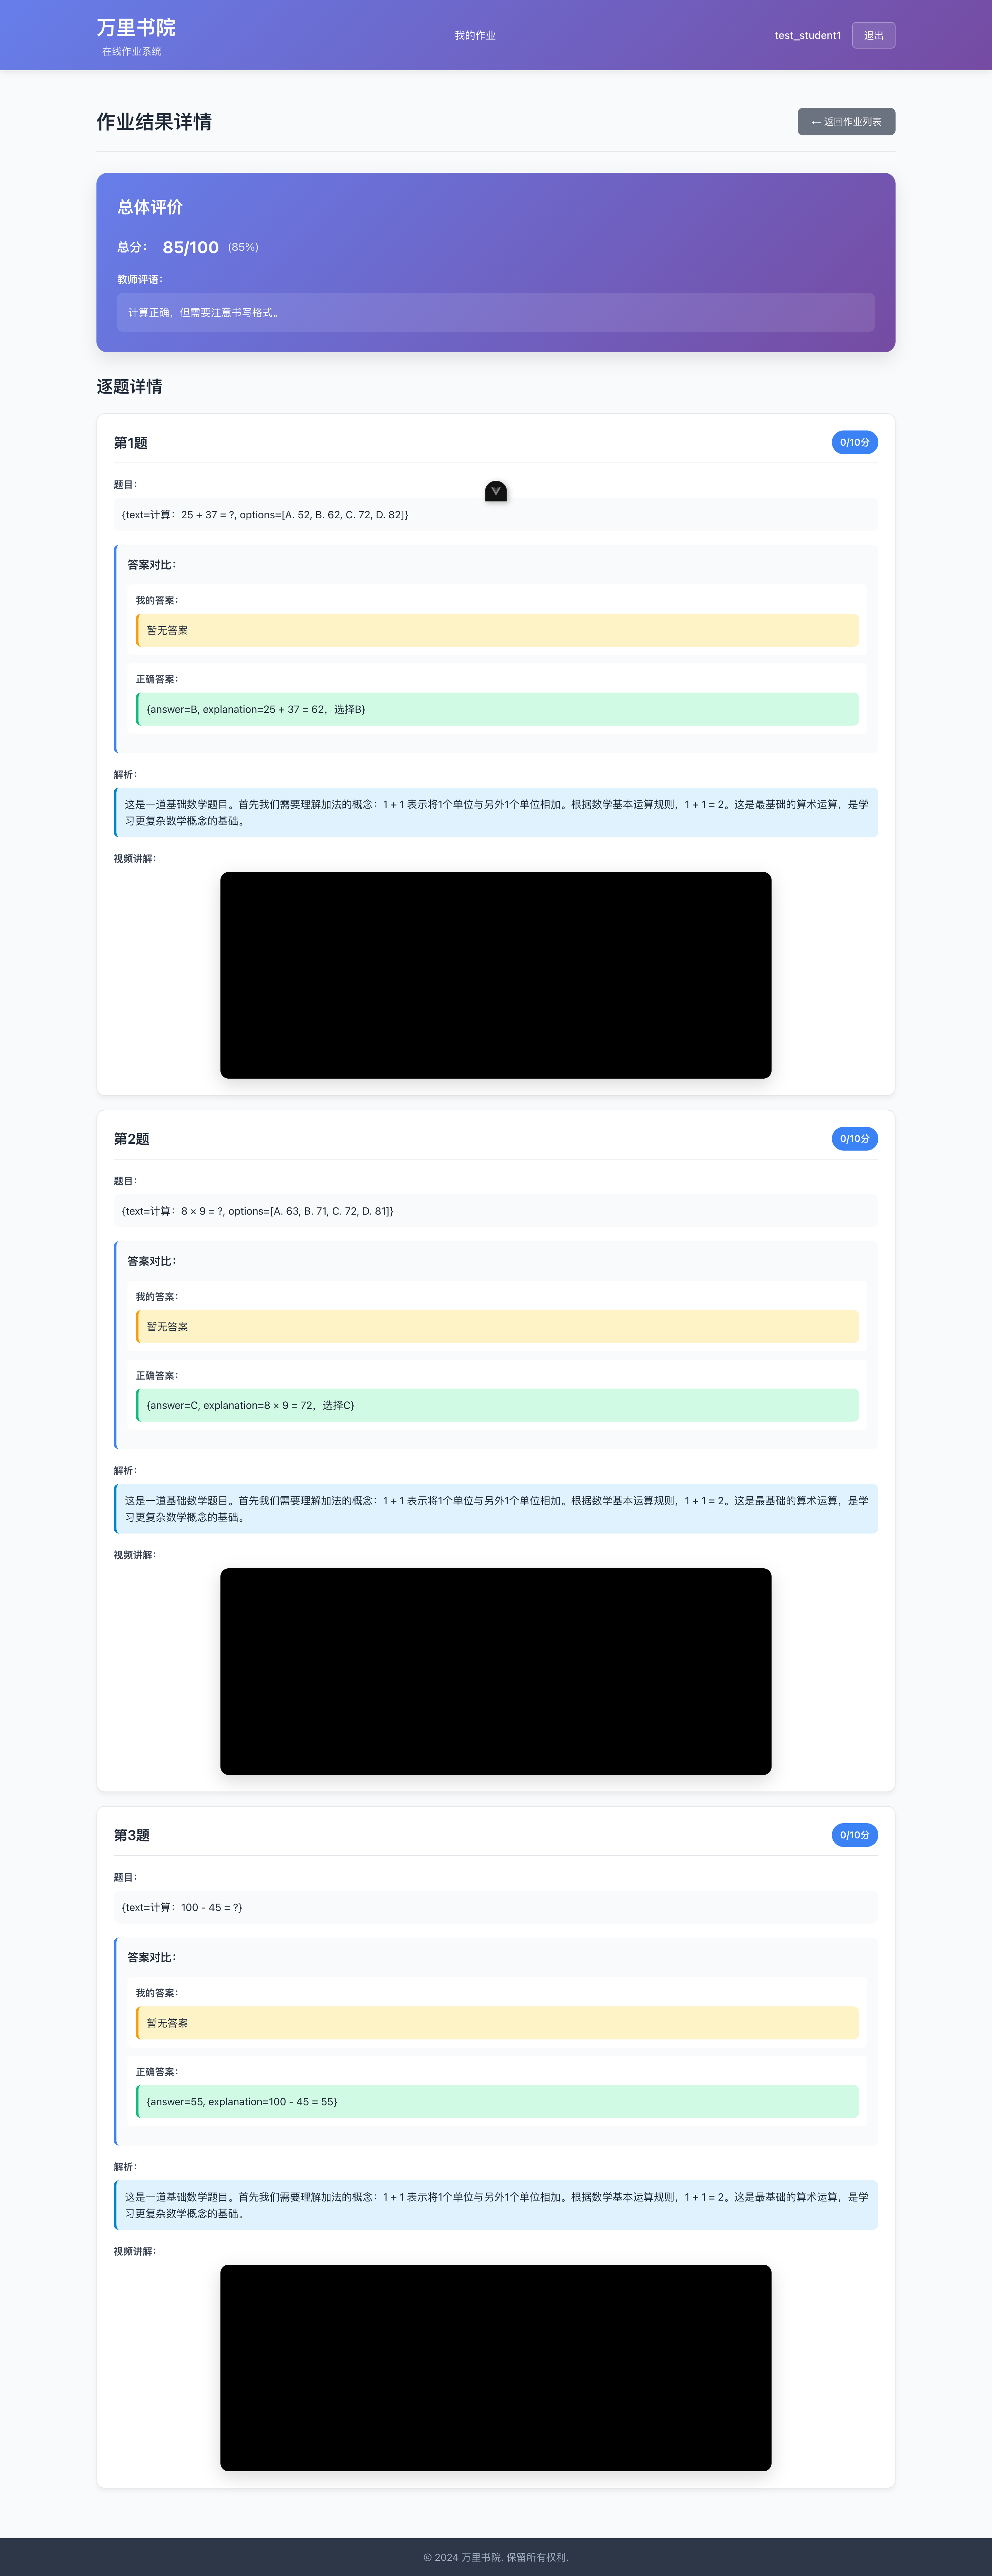 万里书院
在线作业系统
我的作业
test_student1
退出
作业结果详情
← 返回作业列表
总体评价
总分： 85/100 (85%)
教师评语：
计算正确，但需要注意书写格式。
逐题详情
第1题
0/10分
题目：
{text=计算：25 + 37 = ?, options=[A. 52, B. 62, C. 72, D. 82]}
答案对比：
我的答案：
暂无答案
正确答案：
{answer=B, explanation=25 + 37 = 62，选择B}
解析：
这是一道基础数学题目。首先我们需要理解加法的概念：1 + 1 表示将1个单位与另外1个单位相加。根据数学基本运算规则，1 + 1 = 2。这是最基础的算术运算，是学
习更复杂数学概念的基础。
视频讲解：
第2题
0/10分
题目：
{text=计算：8 × 9 = ?, options=[A. 63, B. 71, C. 72, D. 81]}
答案对比：
我的答案：
暂无答案
正确答案：
{answer=C, explanation=8 × 9 = 72，选择C}
解析：
这是一道基础数学题目。首先我们需要理解加法的概念：1 + 1 表示将1个单位与另外1个单位相加。根据数学基本运算规则，1 + 1 = 2。这是最基础的算术运算，是学
习更复杂数学概念的基础。
视频讲解：
第3题
0/10分
题目：
{text=计算：100 - 45 = ?}
答案对比：
我的答案：
暂无答案
正确答案：
{answer=55, explanation=100 - 45 = 55}
解析：
这是一道基础数学题目。首先我们需要理解加法的概念：1 + 1 表示将1个单位与另外1个单位相加。根据数学基本运算规则，1 + 1 = 2。这是最基础的算术运算，是学
习更复杂数学概念的基础。
视频讲解：
© 2024 万里书院. 保留所有权利.